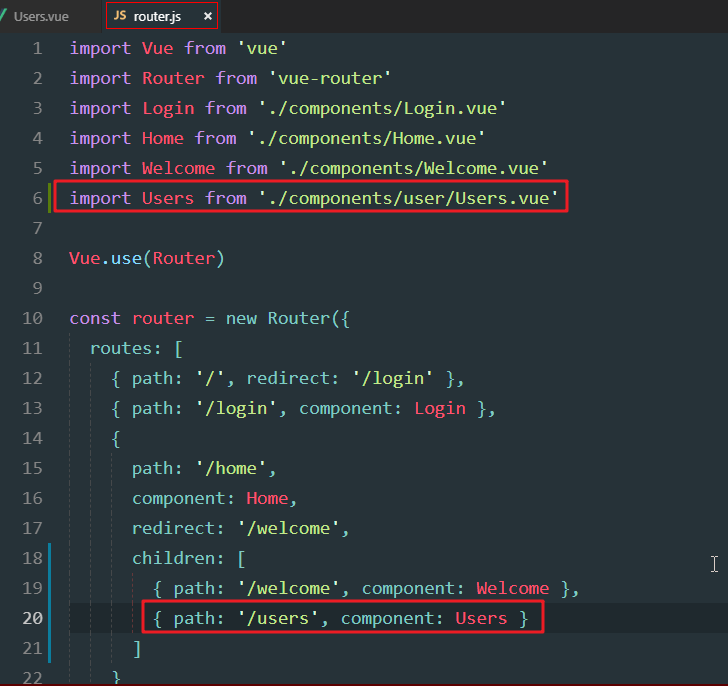 Users.vue JS router.js ×
1 import Vue from 'vue'
2 import Router from 'vue-router'
3 import Login from './components/Login.vue'
4 import Home from './components/Home.vue'
5 import Welcome from './components/Welcome.vue'
6 import Users from './components/user/Users.vue'
7
8 Vue.use(Router)
9
10 const router = new Router({
11 routes: [
12 { path: '/', redirect: '/login' },
13 { path: '/login', component: Login },
14 {
15 path: '/home',
16 component: Home,
17 redirect: '/welcome',
18 children: [
19 { path: '/welcome', component: Welcome },
20 { path: '/users', component: Users }
21 ]
22 }